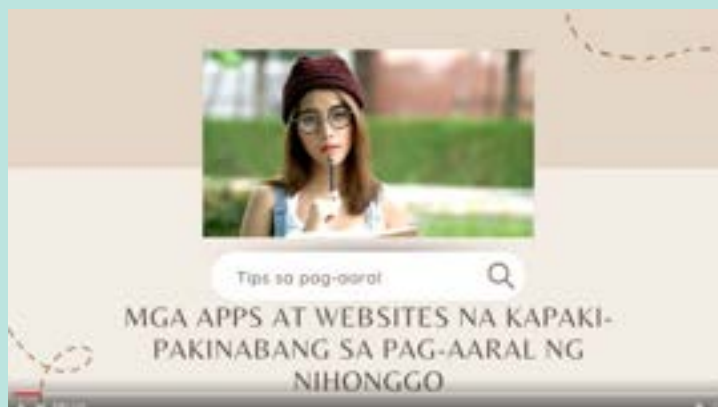 Tips sa pag-aaral
MGA APPS AT WEBSITES NA KAPAKI-
PAKINABANG SA PAG-AARAL NG
NIHONGGO